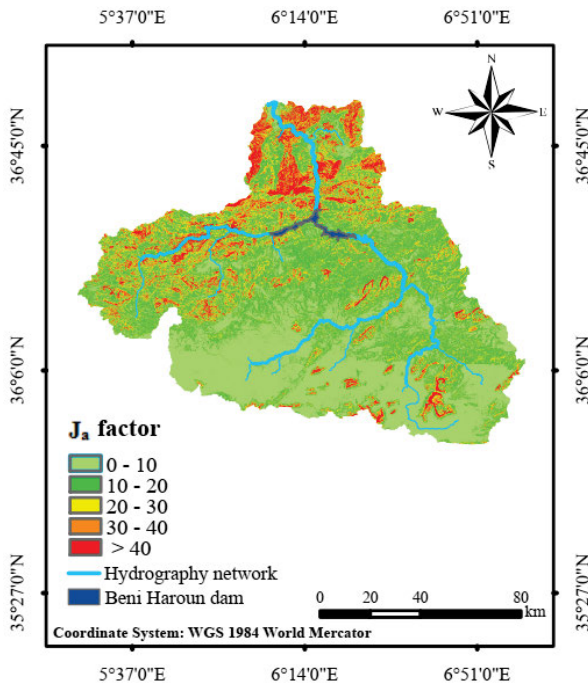 5°37'0"E 6°14'0"E 6°51'0"E
N
W E
S
36°45'0"N 36°45'0"N
36°6'0"N 36°6'0"N
35°27'0"N 35°27'0"N
Ja factor
0 - 10
10 - 20
20 - 30
30 - 40
> 40
Hydrography network
Beni Haroun dam
0 20 40 80
km
Coordinate System: WGS 1984 World Mercator
5°37'0"E 6°14'0"E 6°51'0"E